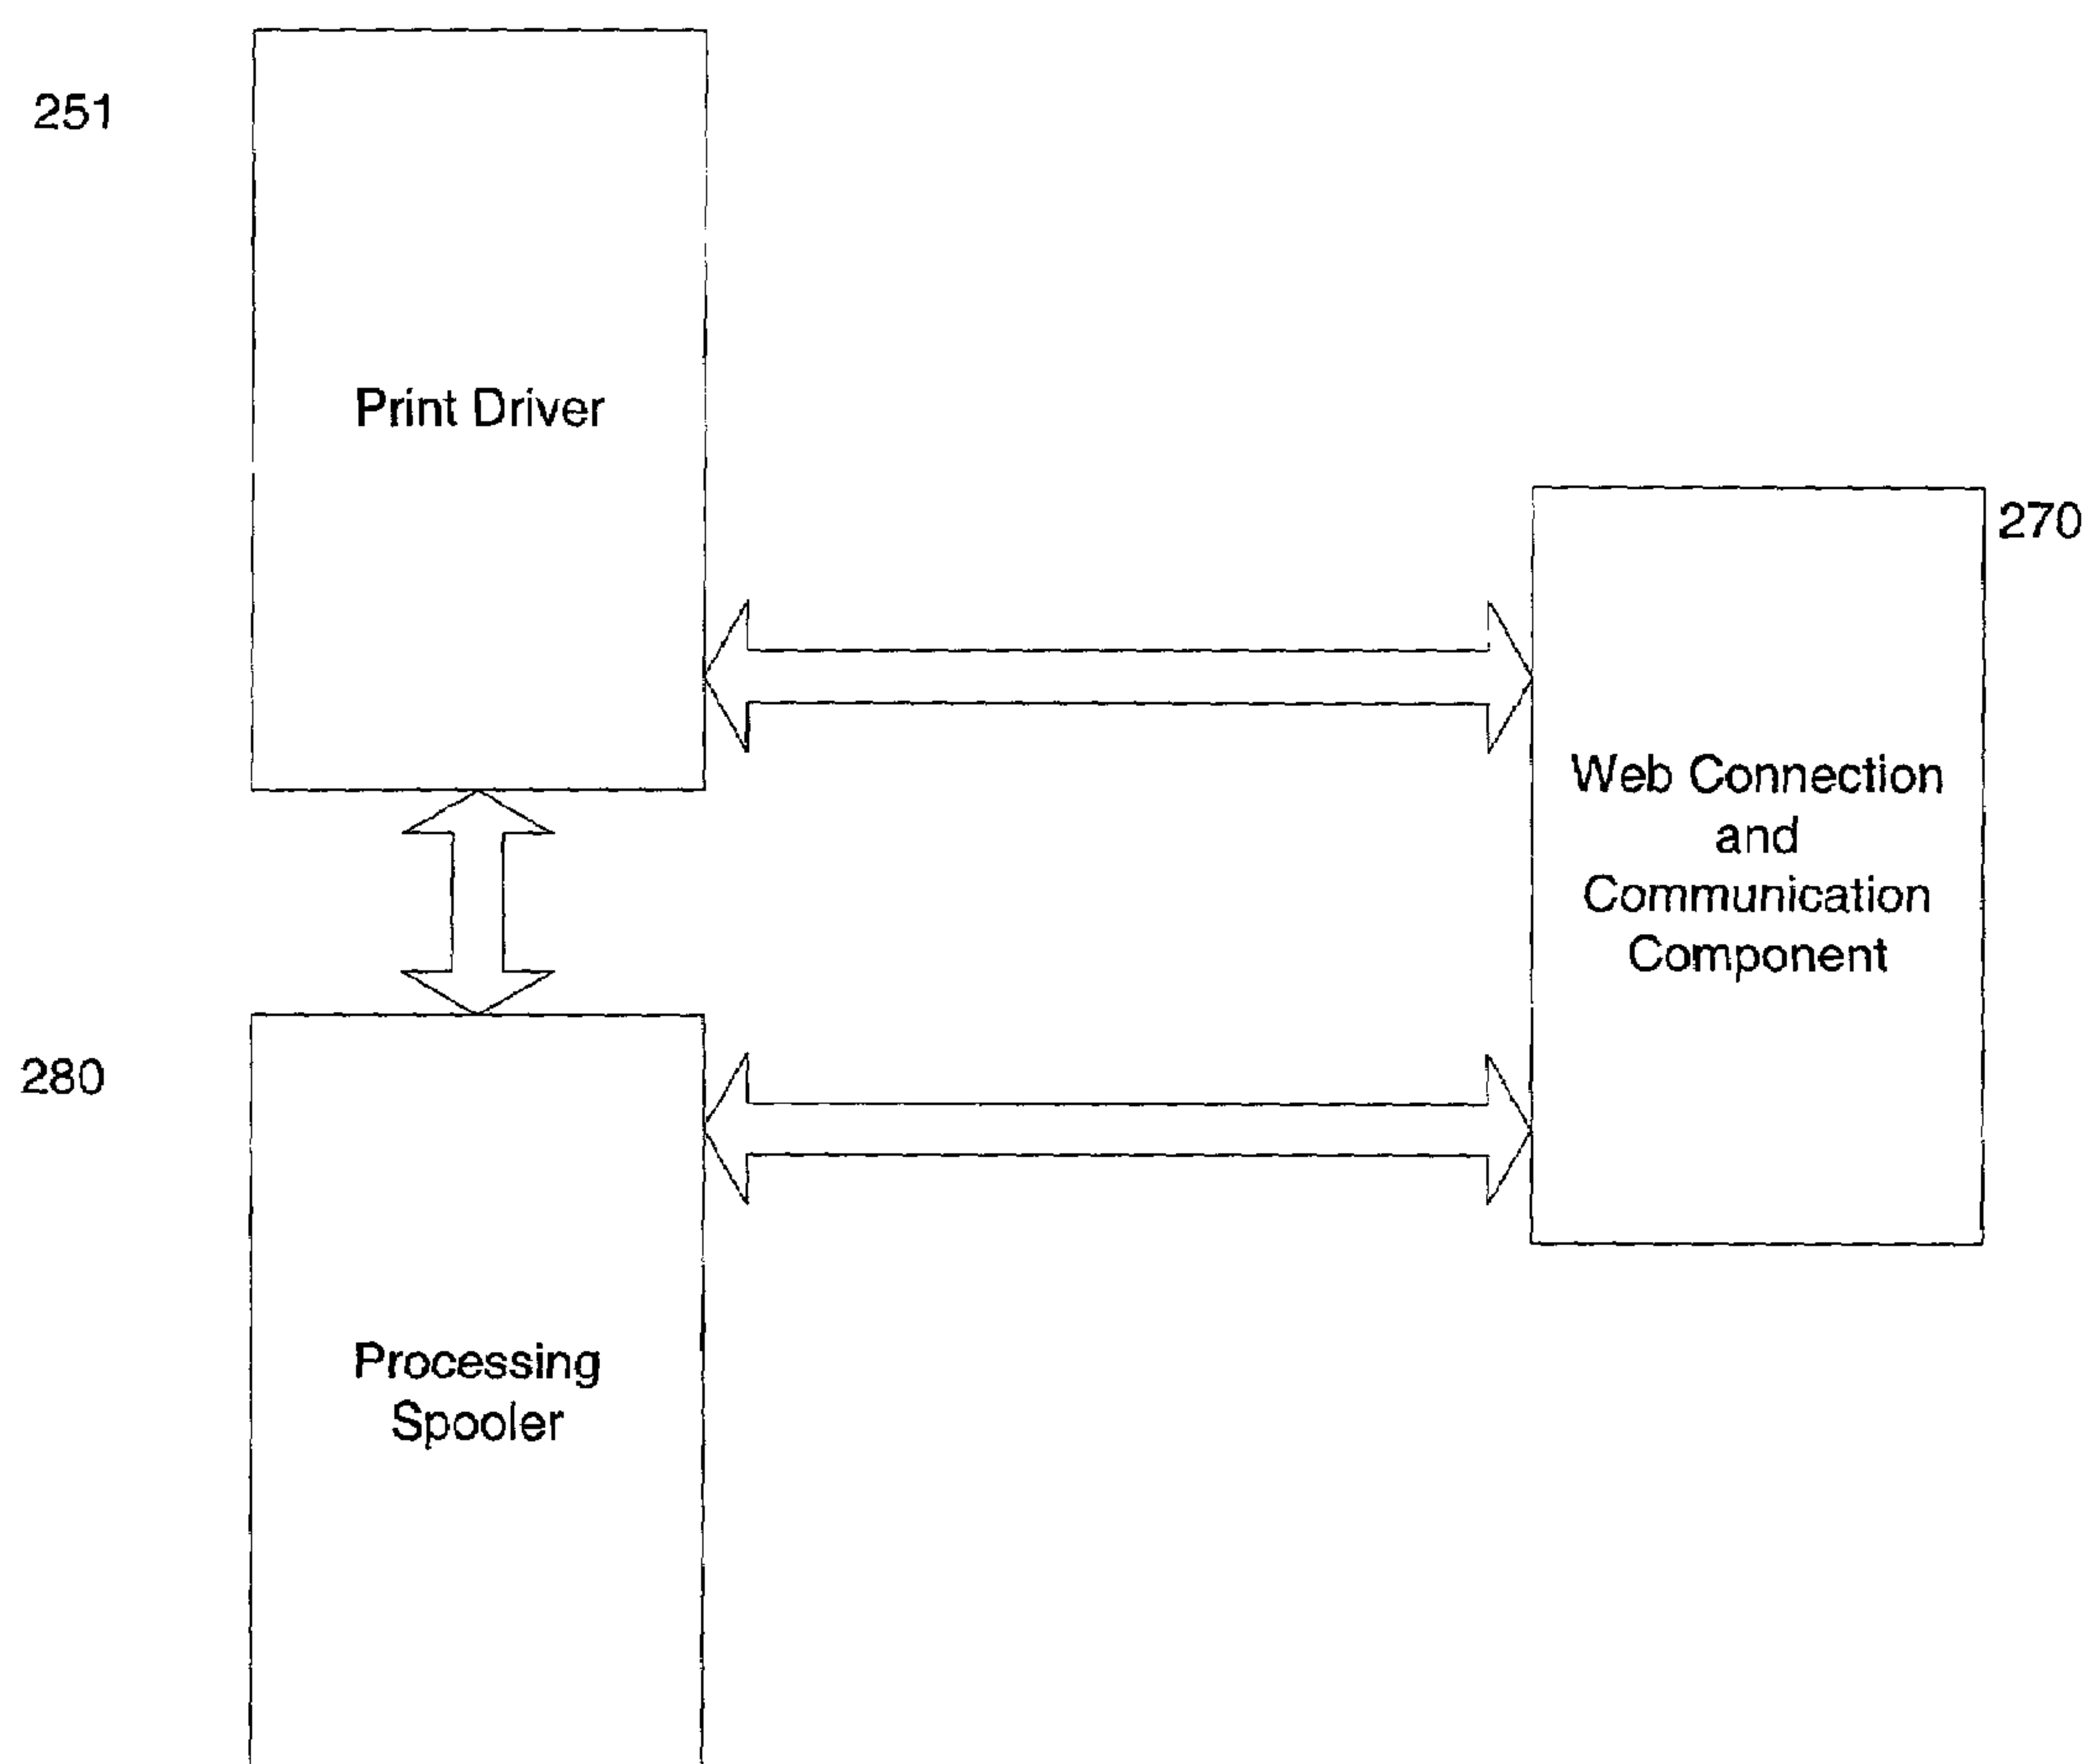 251
Print Driver
270
Web Connection
and
Communication
Component
280
Processing
Spooler